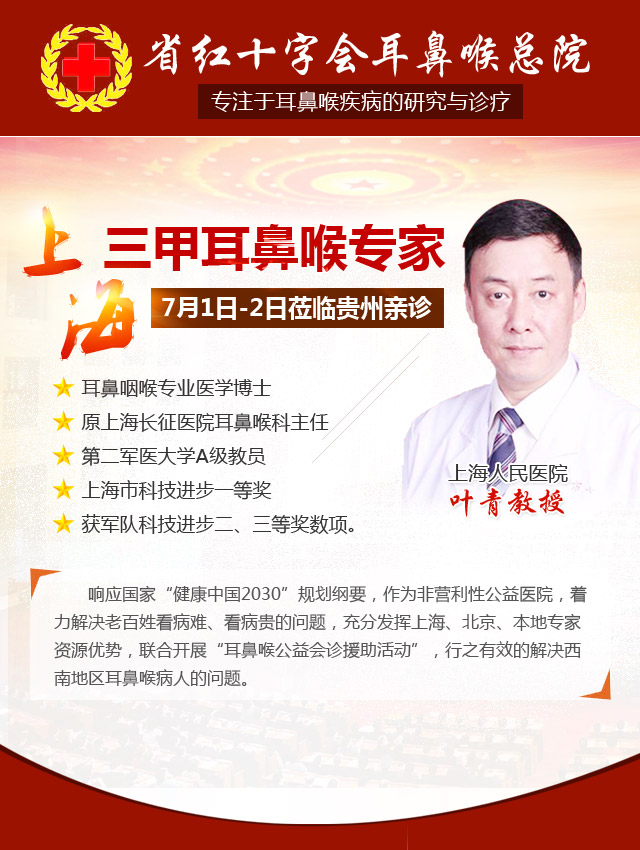 省红十字会耳鼻喉总院
专注于耳鼻喉疾病的研究与诊疗
上海
三甲耳鼻喉专家
7月1日-2日莅临贵州亲诊
耳鼻咽喉专业医学博士
原上海长征医院耳鼻喉科主任
第二军医大学A级教员
上海市科技进步一等奖
获军队科技进步二、三等奖数项。
上海人民医院
叶青教授
响应国家“健康中国2030”规划纲要，作为非营利性公益医院，着
力解决老百姓看病难、看病贵的问题，充分发挥上海、北京、本地专家
资源优势，联合开展“耳鼻喉公益会诊援助活动”，行之有效的解决西
南地区耳鼻喉病人的问题。